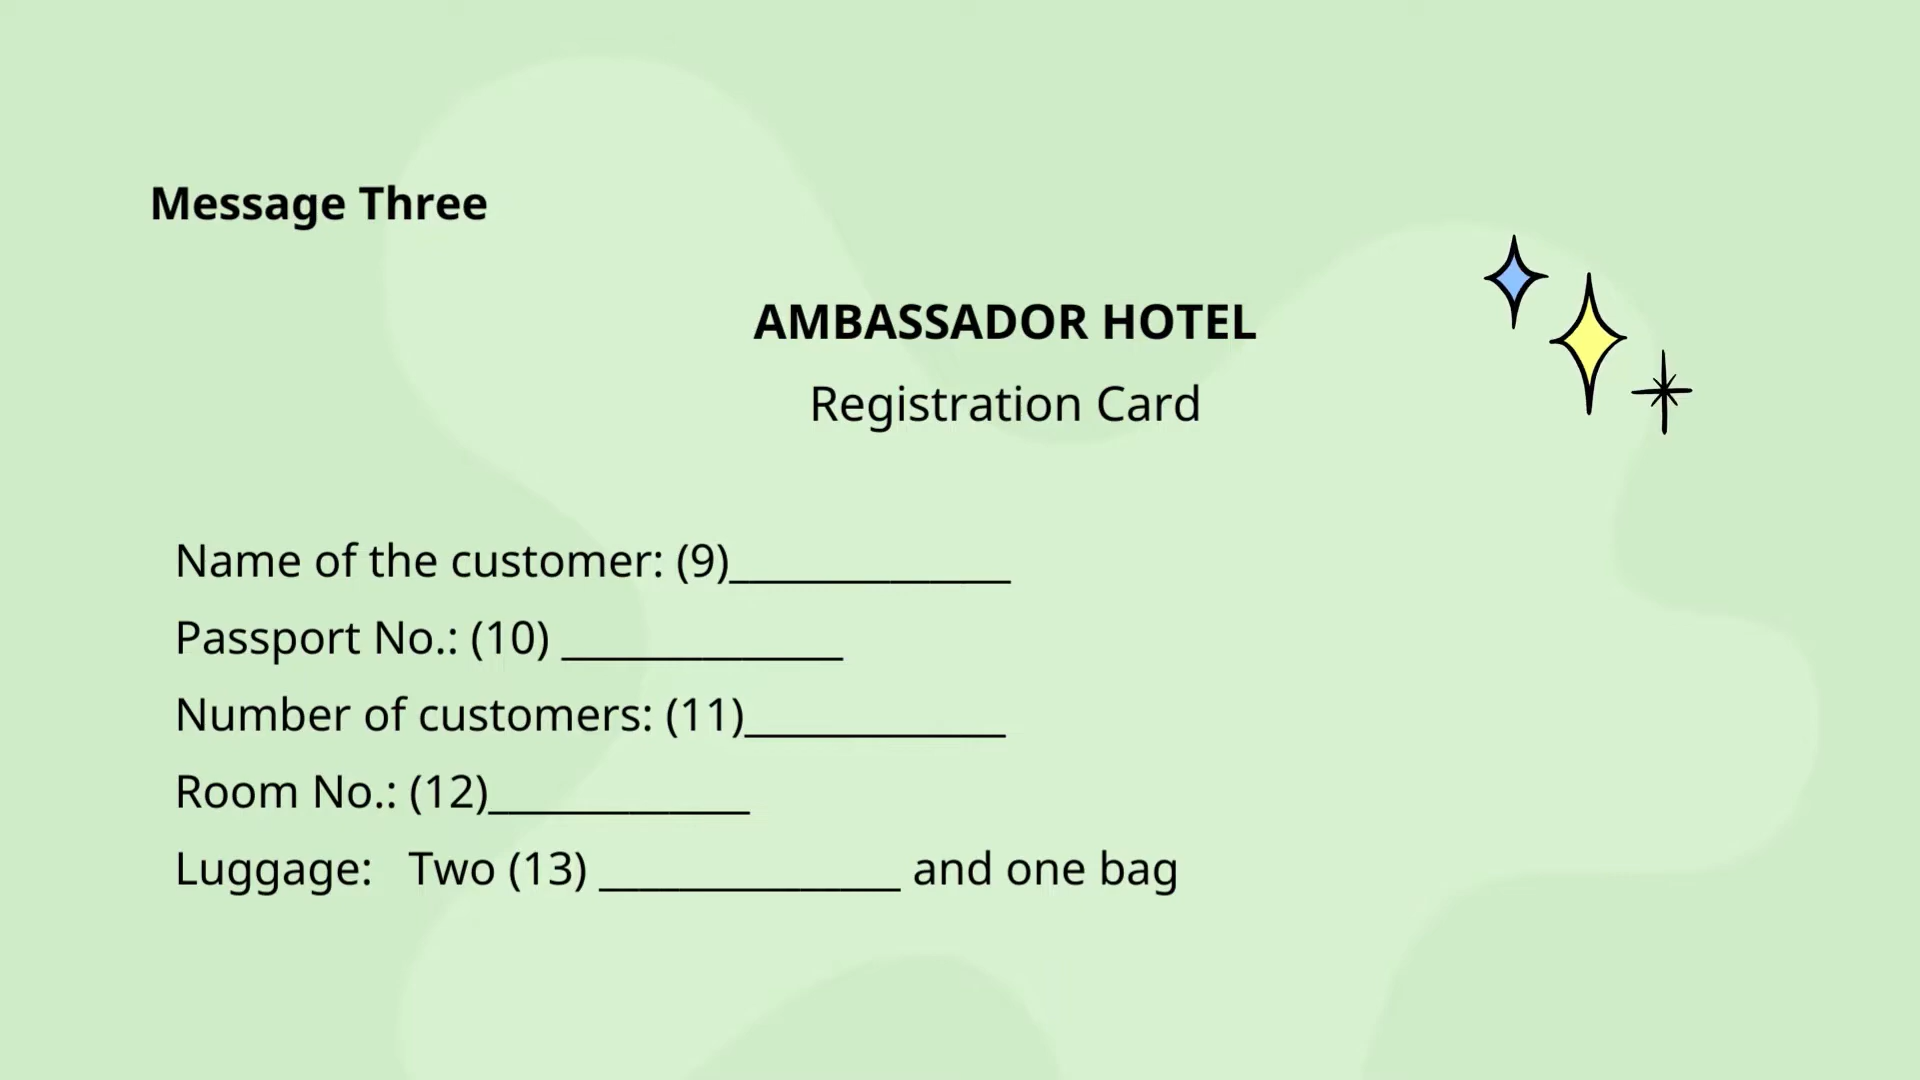 Message Three
AMBASSADOR HOTEL
Registration Card
Name of the customer: (9)______________
Passport No.: (10) ______________
Number of customers: (11)_____________
Room No.: (12)_____________
Luggage:   Two (13) _______________ and one bag